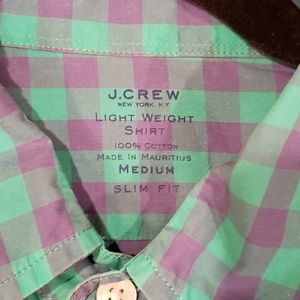 J.CREW
NEW YORK. N.Y
LIGHT WEIGHT
SHIRT
100% COTTON
MADE IN MAURITIUS
MEDIUM
SLIM FIT